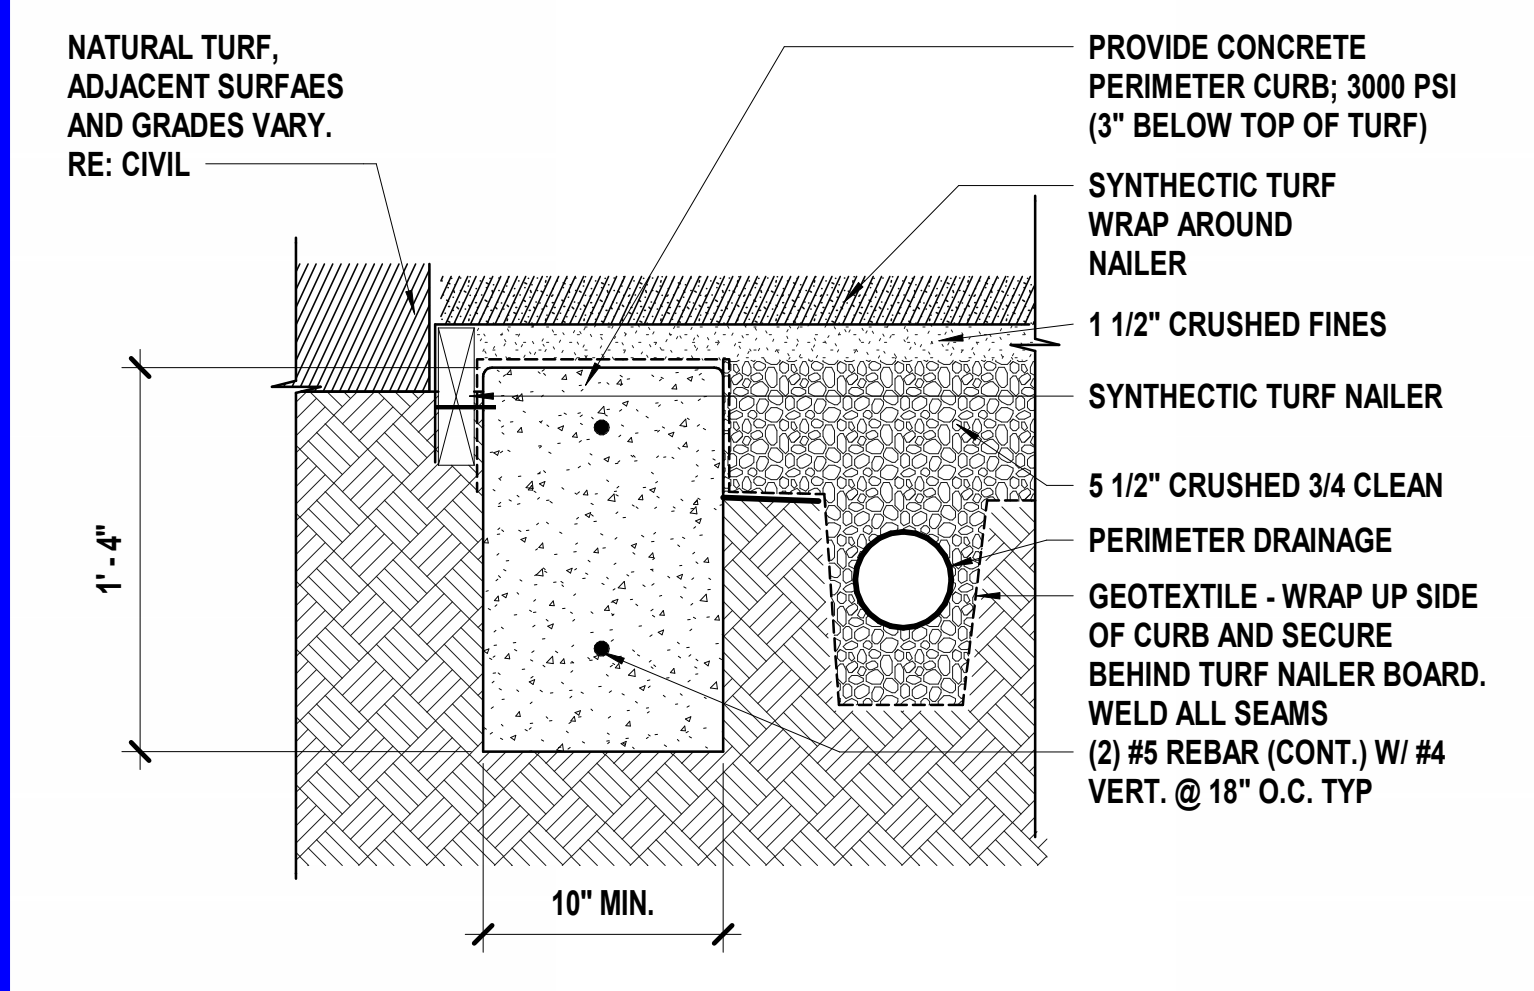 NATURAL TURF,
ADJACENT SURFAES
AND GRADES VARY.
RE: CIVIL
PROVIDE CONCRETE
PERIMETER CURB; 3000 PSI
(3" BELOW TOP OF TURF)
SYNTHECTIC TURF
WRAP AROUND
NAILER
1 1/2" CRUSHED FINES
SYNTHECTIC TURF NAILER
5 1/2" CRUSHED 3/4 CLEAN
PERIMETER DRAINAGE
GEOTEXTILE - WRAP UP SIDE
OF CURB AND SECURE
BEHIND TURF NAILER BOARD.
WELD ALL SEAMS
(2) #5 REBAR (CONT.) W/ #4
VERT. @ 18" O.C. TYP
1' - 4"
10" MIN.